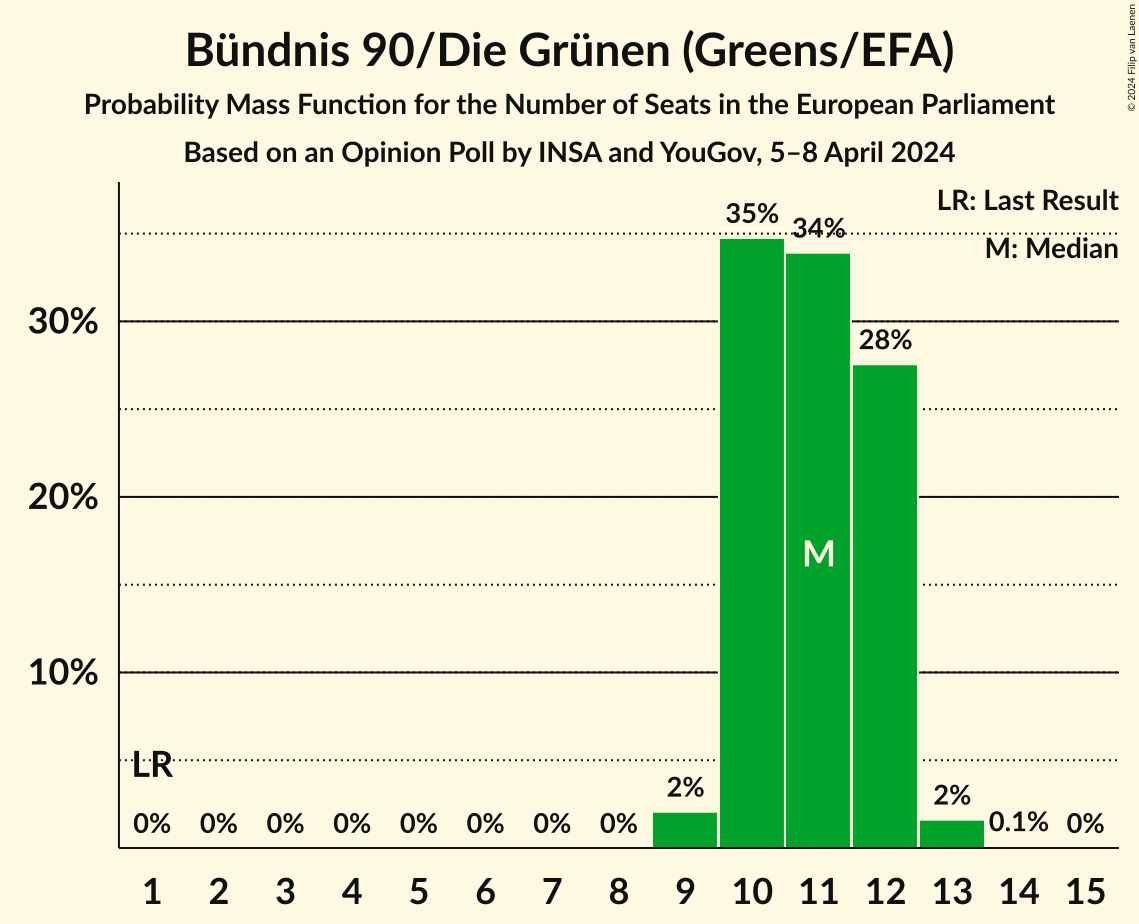 Bündnis 90/Die Grünen (Greens/EFA)
Probability Mass Function for the Number of Seats in the European Parliament
Based on an Opinion Poll by INSA and YouGov, 5–8 April 2024
© 2024 Filip van Laenen
LR: Last Result
M: Median
35%
34%
30%
28%
20%
M
10%
LR
0% 0% 0% 0% 0% 0% 0% 0% 2% 2% 0.1% 0%
1 2 3 4 5 6 7 8 9 10 11 12 13 14 15